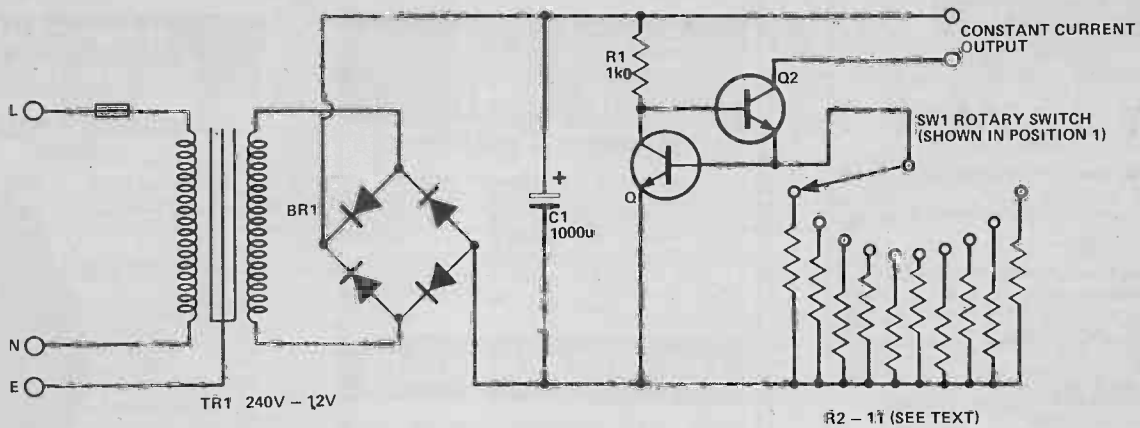 CONSTANT CURRENT
OUTPUT
R1
1k0
Q2
L
SW1 ROTARY SWITCH
(SHOWN IN POSITION 1)
Q
BR1
+
C1
1000u
N
E
TR1 240V – 12V
R2 – 11 (SEE TEXT)